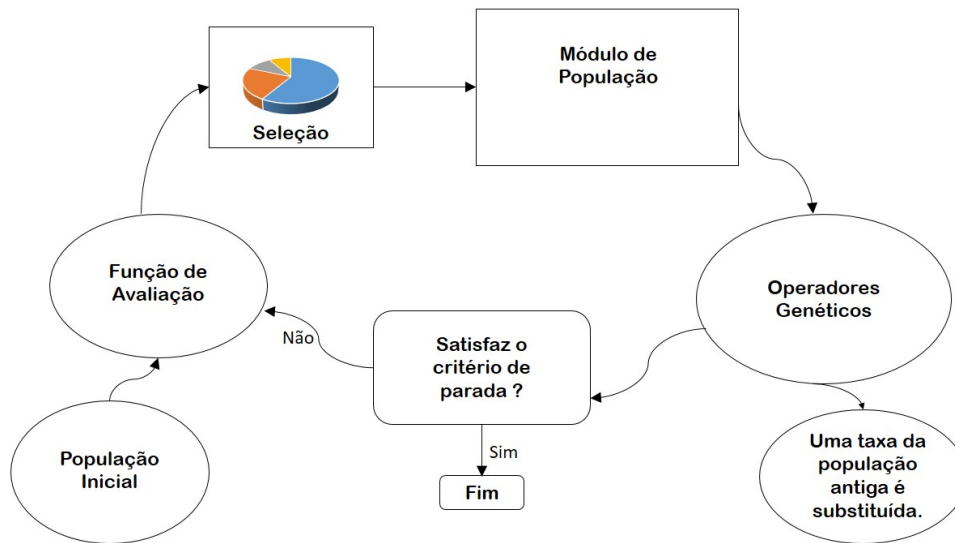 Seleção
Módulo de
População
Função de
Avaliação
Operadores
Genéticos
Não
Satisfaz o
critério de
parada ?
Sim
Fim
População
Inicial
Uma taxa da
população
antiga é
substituída.